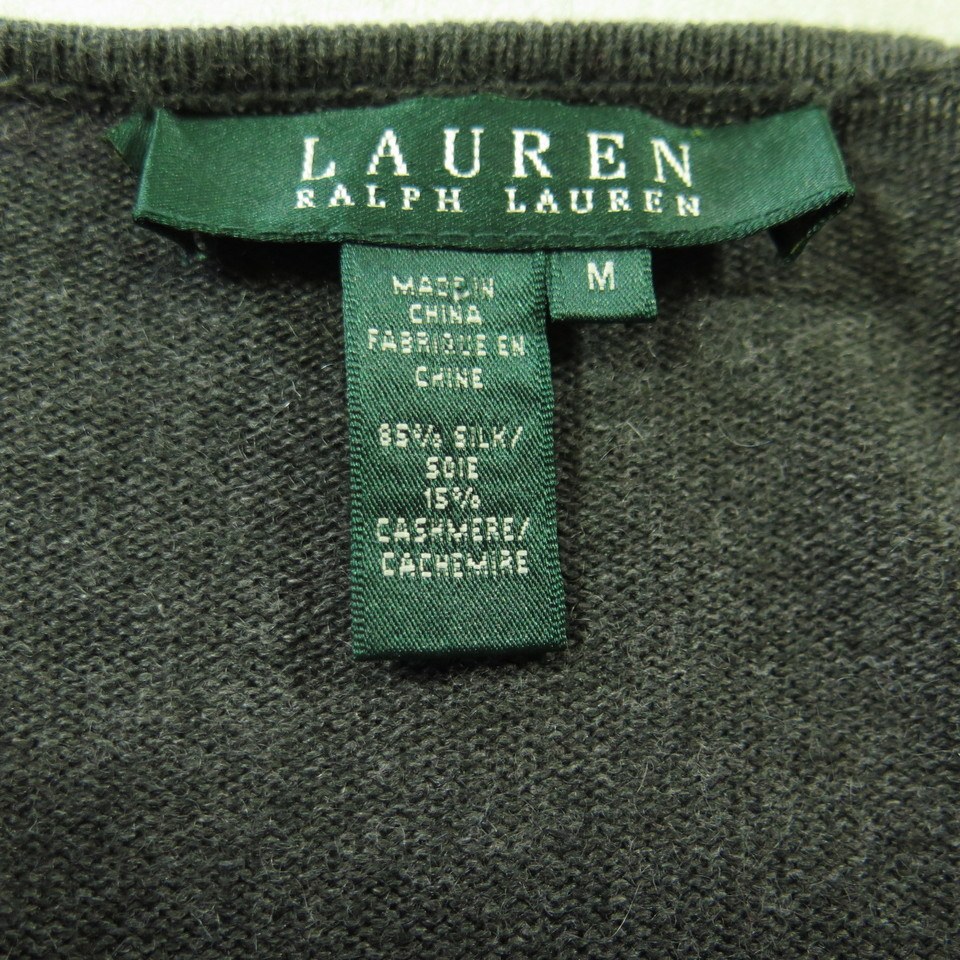 LAUREN
RALPH LAUREN
M
MADE IN
CHINA
FABRIQUE EN
CHINE
85% SILK/
SOIE
15%
CASHMERE/
CACHEMIRE